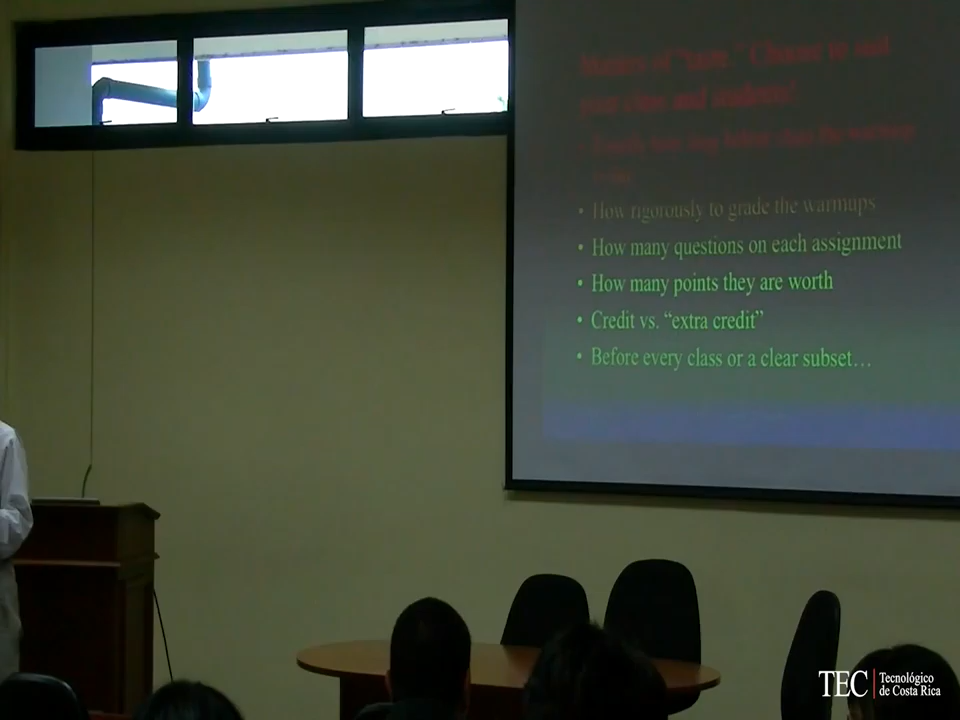 Matters of "taste." Choose to suit
your class and students!
• How rigorously to grade the warmups
• How many questions on each assignment
• How many points they are worth
• Credit vs. "extra credit"
• Before every class or a clear subset…
TEC | Tecnológico
de Costa Rica